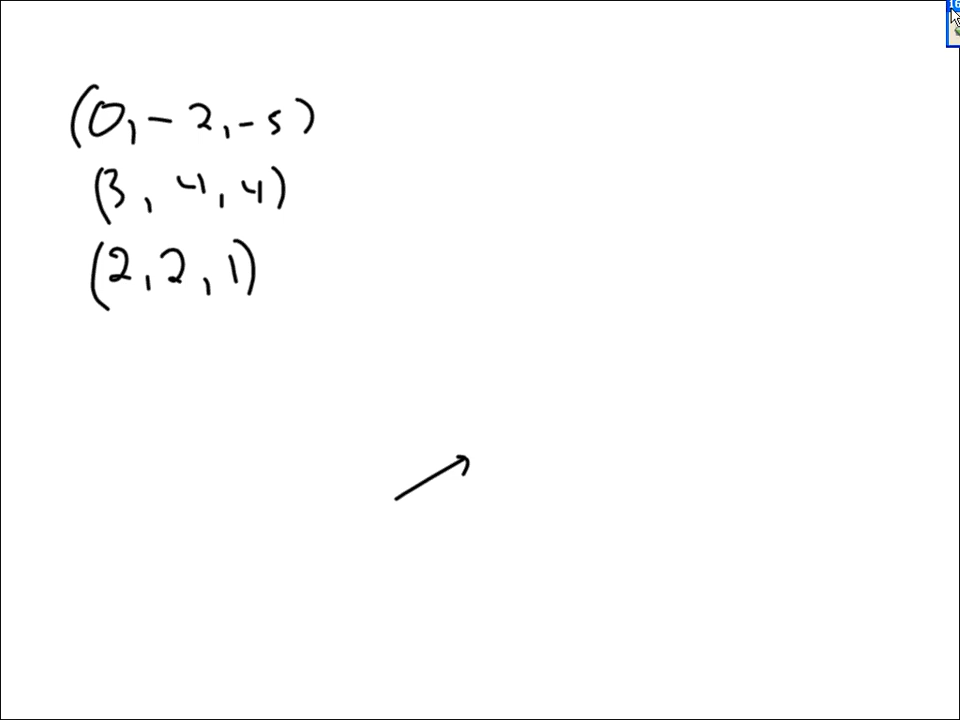 (0, -2, -5)
(3, 4, 4)
(2, 2, 1)